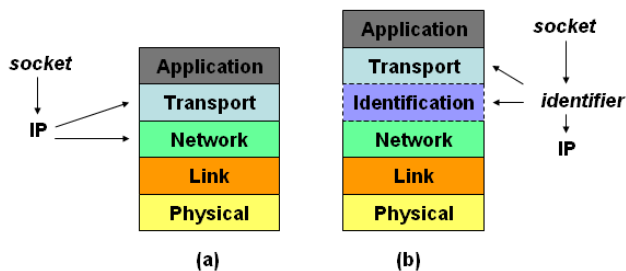 socket
IP
Application
Transport
Network
Link
Physical
(a)
Application
Transport
Identification
Network
Link
Physical
(b)
socket
identifier
IP